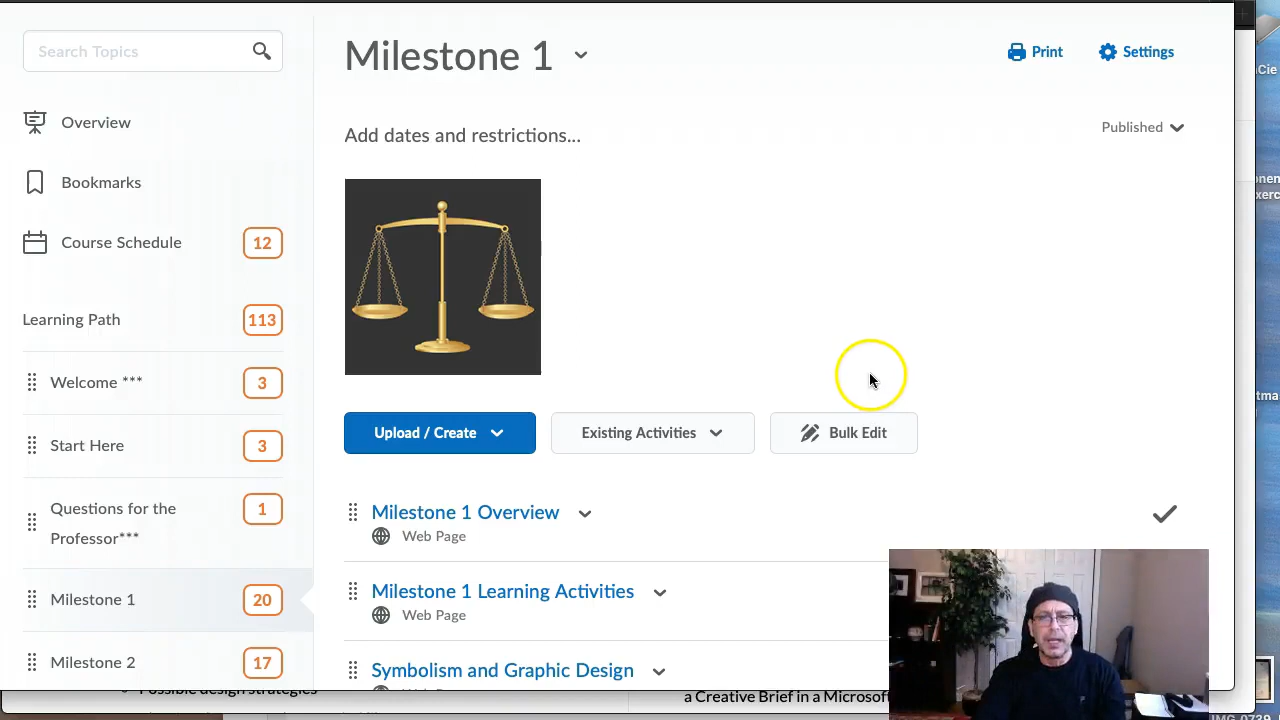 Search Topics
Overview
Bookmarks
Course Schedule
12
Learning Path
113
Welcome ***
3
Start Here
3
Questions for the
Professor***
1
Milestone 1
20
Milestone 2
17
Milestone 1
Print
Settings
Add dates and restrictions...
Published
Upload / Create
Existing Activities
Bulk Edit
Milestone 1 Overview
Web Page
Milestone 1 Learning Activities
Web Page
Symbolism and Graphic Design
a Creative Brief in a Microsoft